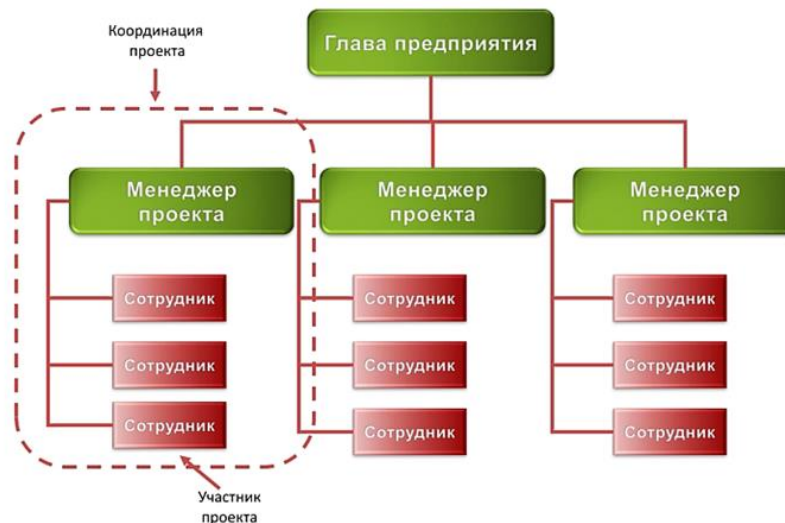 Координация
проекта
Глава предприятия
Менеджер
проекта
Менеджер
проекта
Менеджер
проекта
Сотрудник
Сотрудник
Сотрудник
Сотрудник
Сотрудник
Сотрудник
Сотрудник
Сотрудник
Сотрудник
Участник
проекта